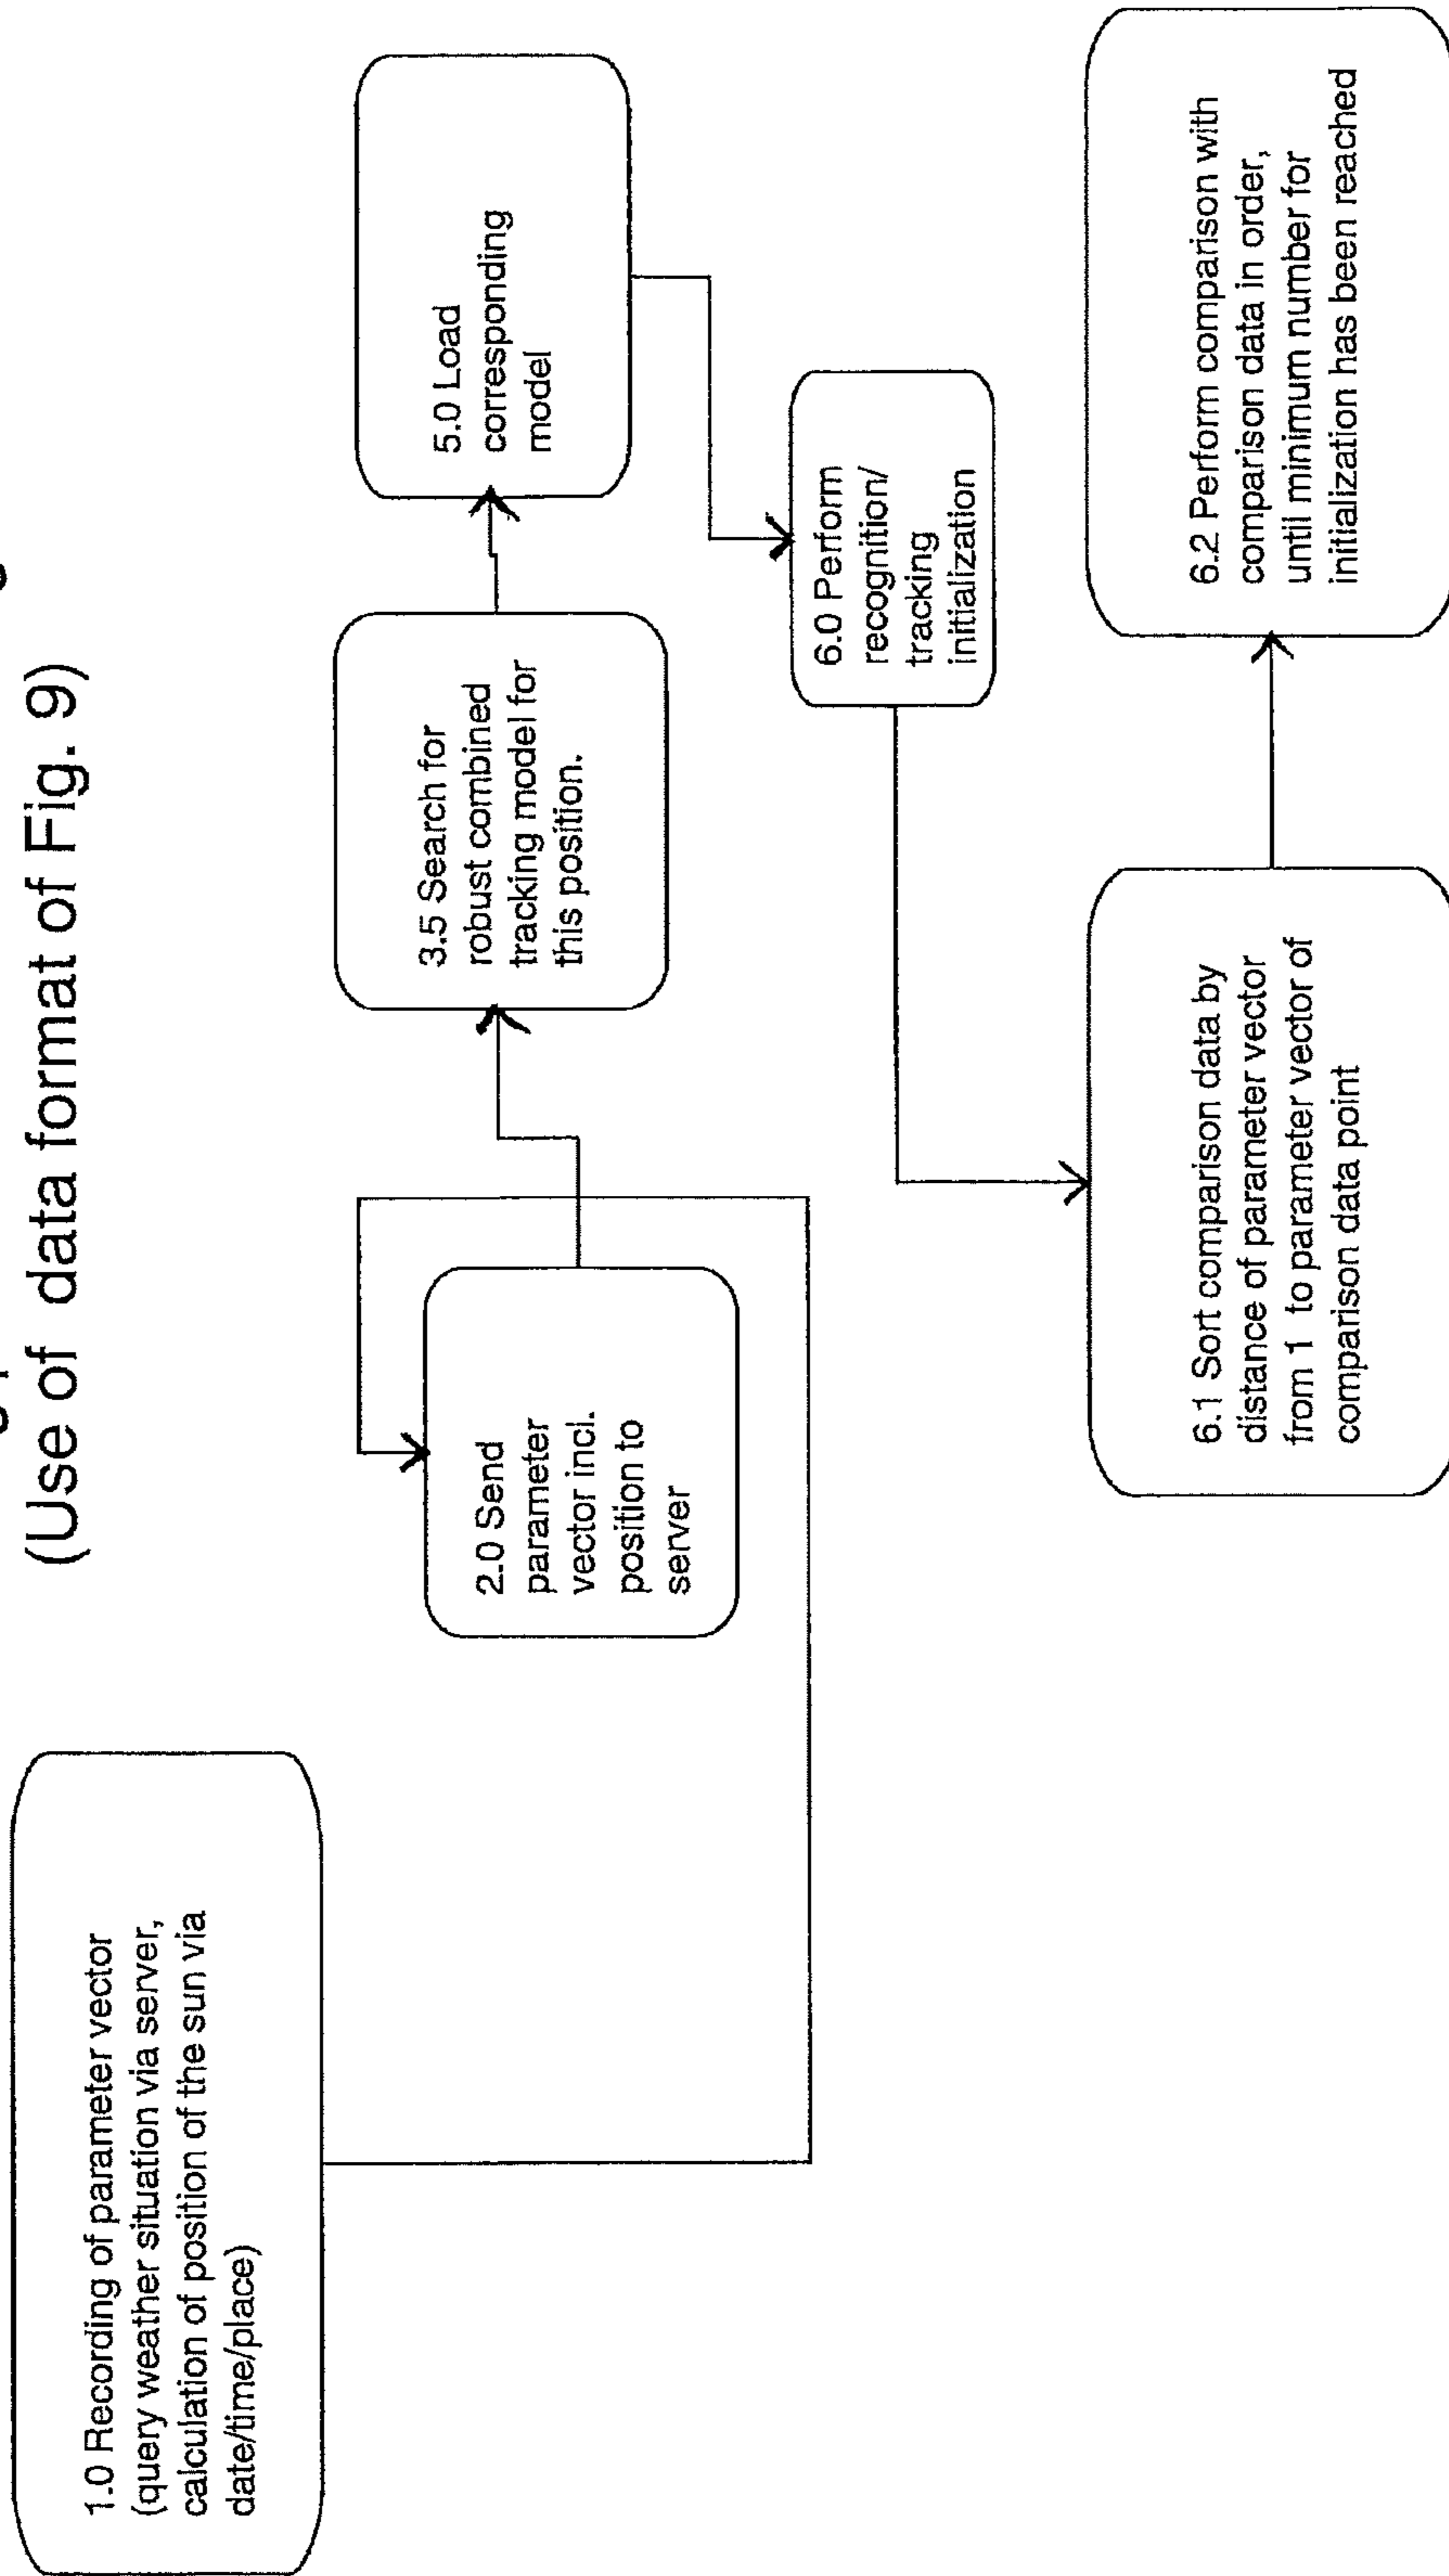 (Use of data format of Fig. 9)
1.0 Recording of parameter vector
(query weather situation via server,
calculation of position of the sun via
date/time/place)
2.0 Send
parameter
vector incl.
position to
server
3.5 Search for
robust combined
tracking model for
this position.
5.0 Load
corresponding
model
6.0 Perform
recognition/
tracking
initialization
6.1 Sort comparison data by
distance of parameter vector
from 1 to parameter vector of
comparison data point
6.2 Perform comparison with
comparison data in order,
until minimum number for
initialization has been reached